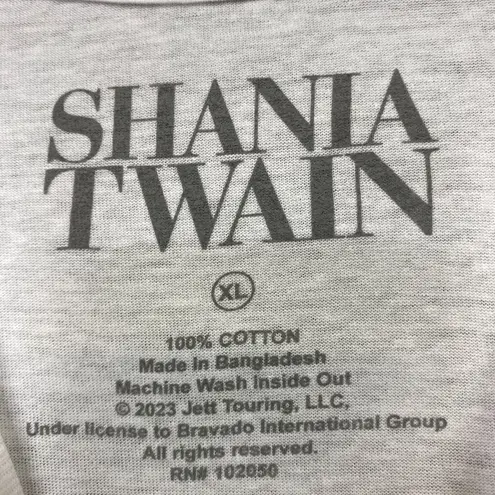 SHANIA
TWAIN
XL
100% COTTON
Made In Bangladesh
Machine Wash Inside Out
© 2023 Jett Touring, LLC,
Under license to Bravado International Group
All rights reserved.
RN# 102050